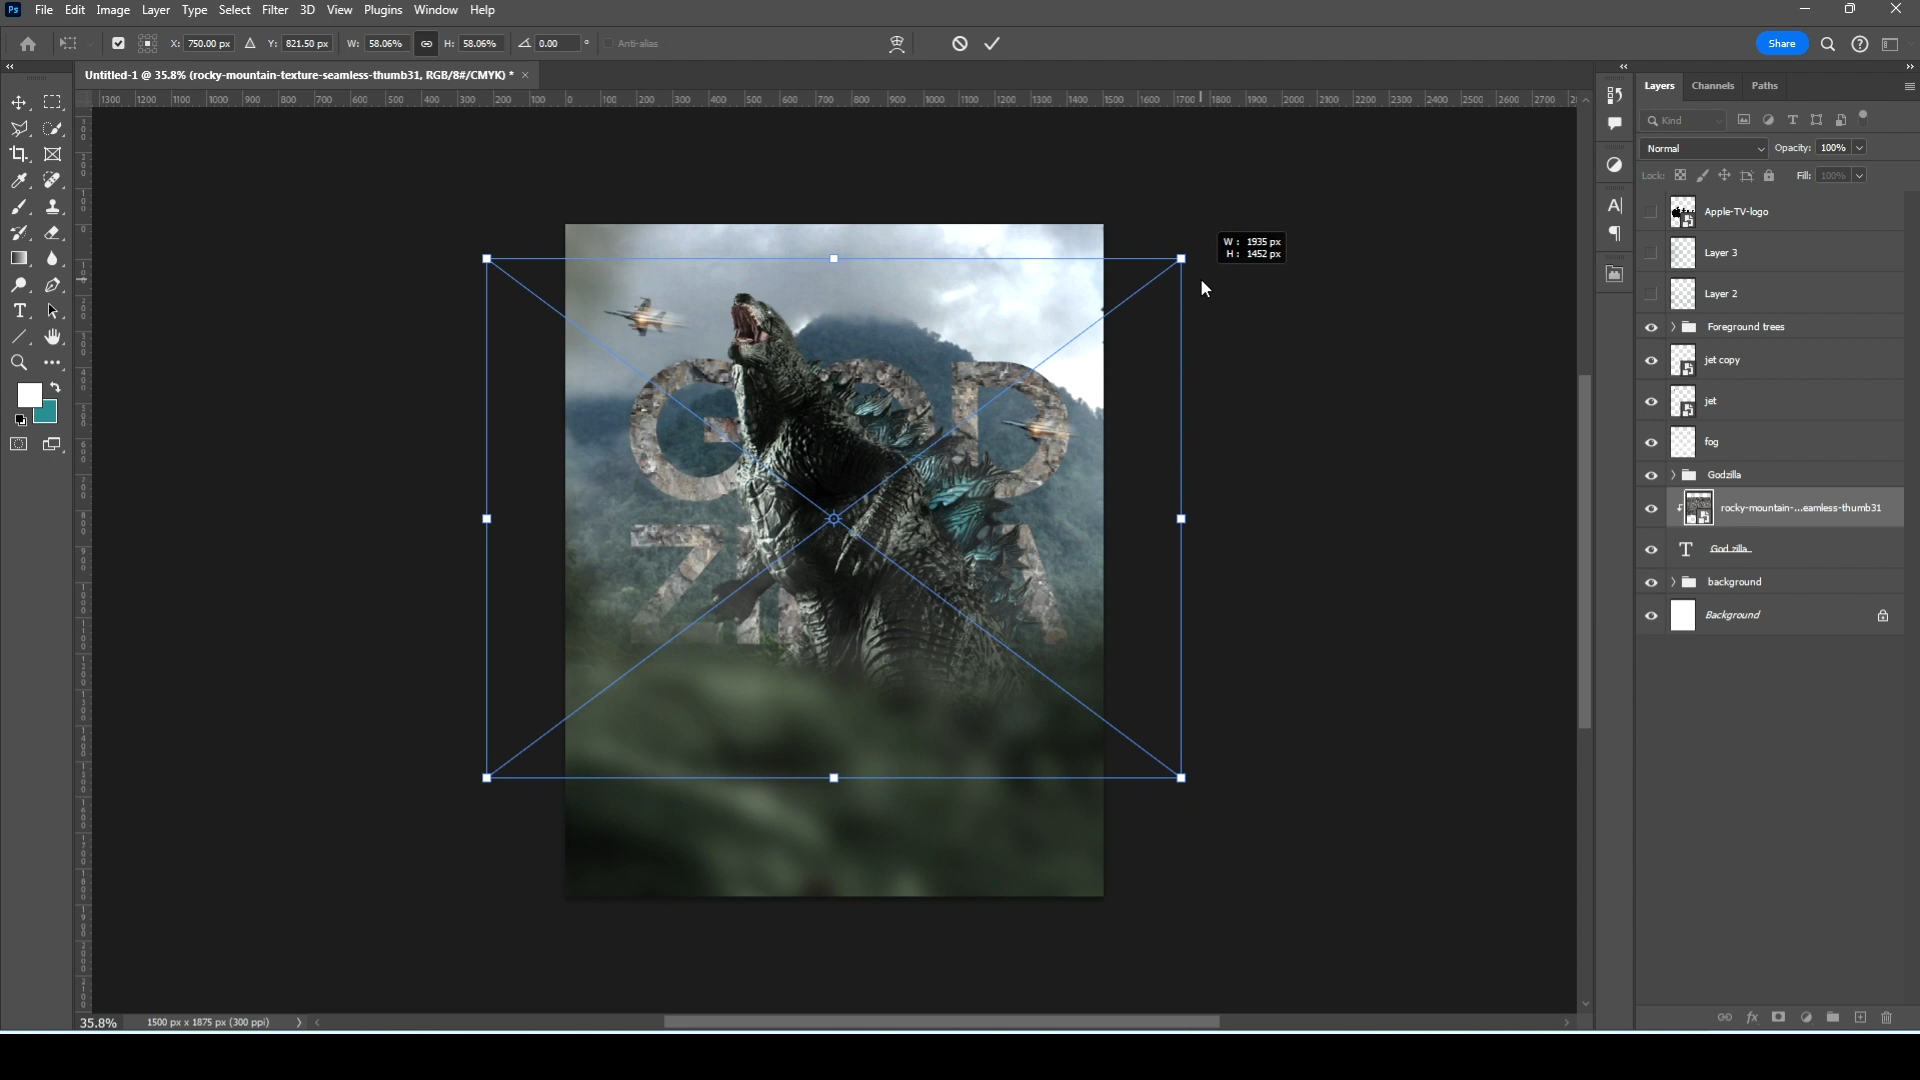 Ps File Edit Image Layer Type Select Filter 3D View Plugins Window Help
X: 750.00 px Y: 821.50 px W: 58.06% H: 58.06% 0.00 ° Anti-alias Share
Untitled-1 @ 35.8% (rocky-mountain-texture-seamless-thumb31, RGB/8#/CMYK) * ×
1300 1200 1100 1000 900 800 700 600 500 400 300 200 100 0 100 200 300 400 500 600 700 800 900 1000 1100 1200 1300 1400 1500 1600 1700 1800 1900 2000 2100 2200 2300 2400 2500 2600 2700
Layers Channels Paths
Kind
Normal Opacity: 100%
Lock: Fill: 100%
Apple-TV-logo
Layer 3
Layer 2
Foreground trees
jet copy
jet
fog
Godzilla
rocky-mountain-...eamless-thumb31
God zilla
background
Background
W : 1935 px
H : 1452 px
35.8% 1500 px x 1875 px (300 ppi)